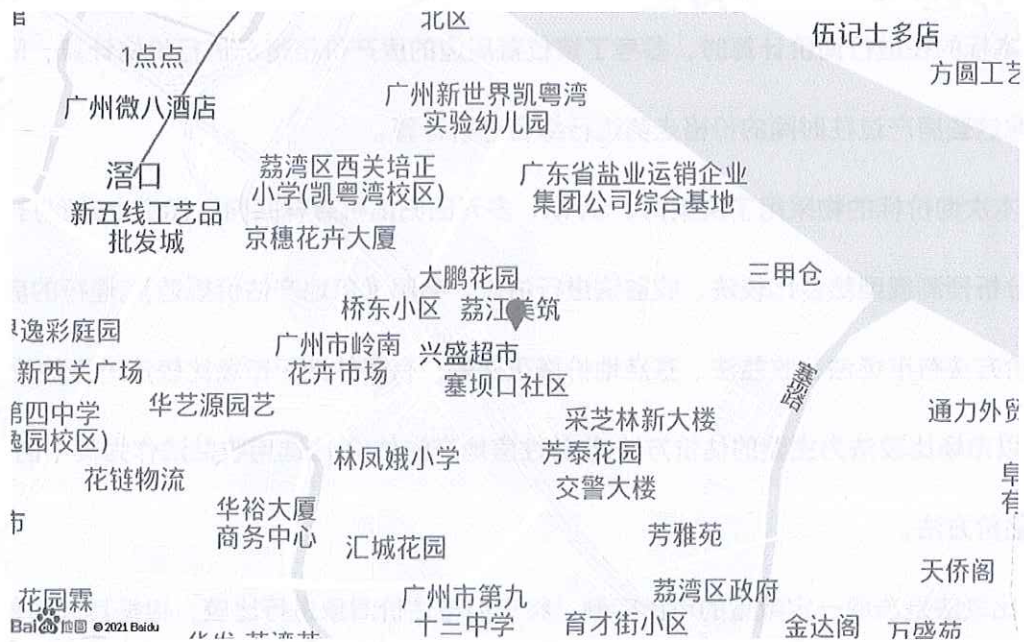 北区
伍记士多店
点点
方圆工艺
广州微八酒店
广州新世界凯粤湾
实验幼儿园
滘口
荔湾区西关培正
小学(凯粤湾校区)
广东省盐业运销企业
集团公司综合基地
新五线工艺品
批发城
京穗花卉大厦
大鹏花园
三甲仓
桥东小区
荔江美筑
逸彩庭园
广州市岭南
花卉市场
兴盛超市
新西关广场
塞坝口社区
塞坝路
第四中学
逸园校区)
华艺源园艺
采芝林新大楼
通力外贸
林凤娥小学
芳泰花园
花链物流
交警大楼
阜
有
华裕大厦
商务中心
市
汇城花园
芳雅苑
天侨阁
花园霖
广州市第九
十三中学
荔湾区政府
育才街小区
金达阁
万盛苑
Bai 地图 © 2021 Baidu